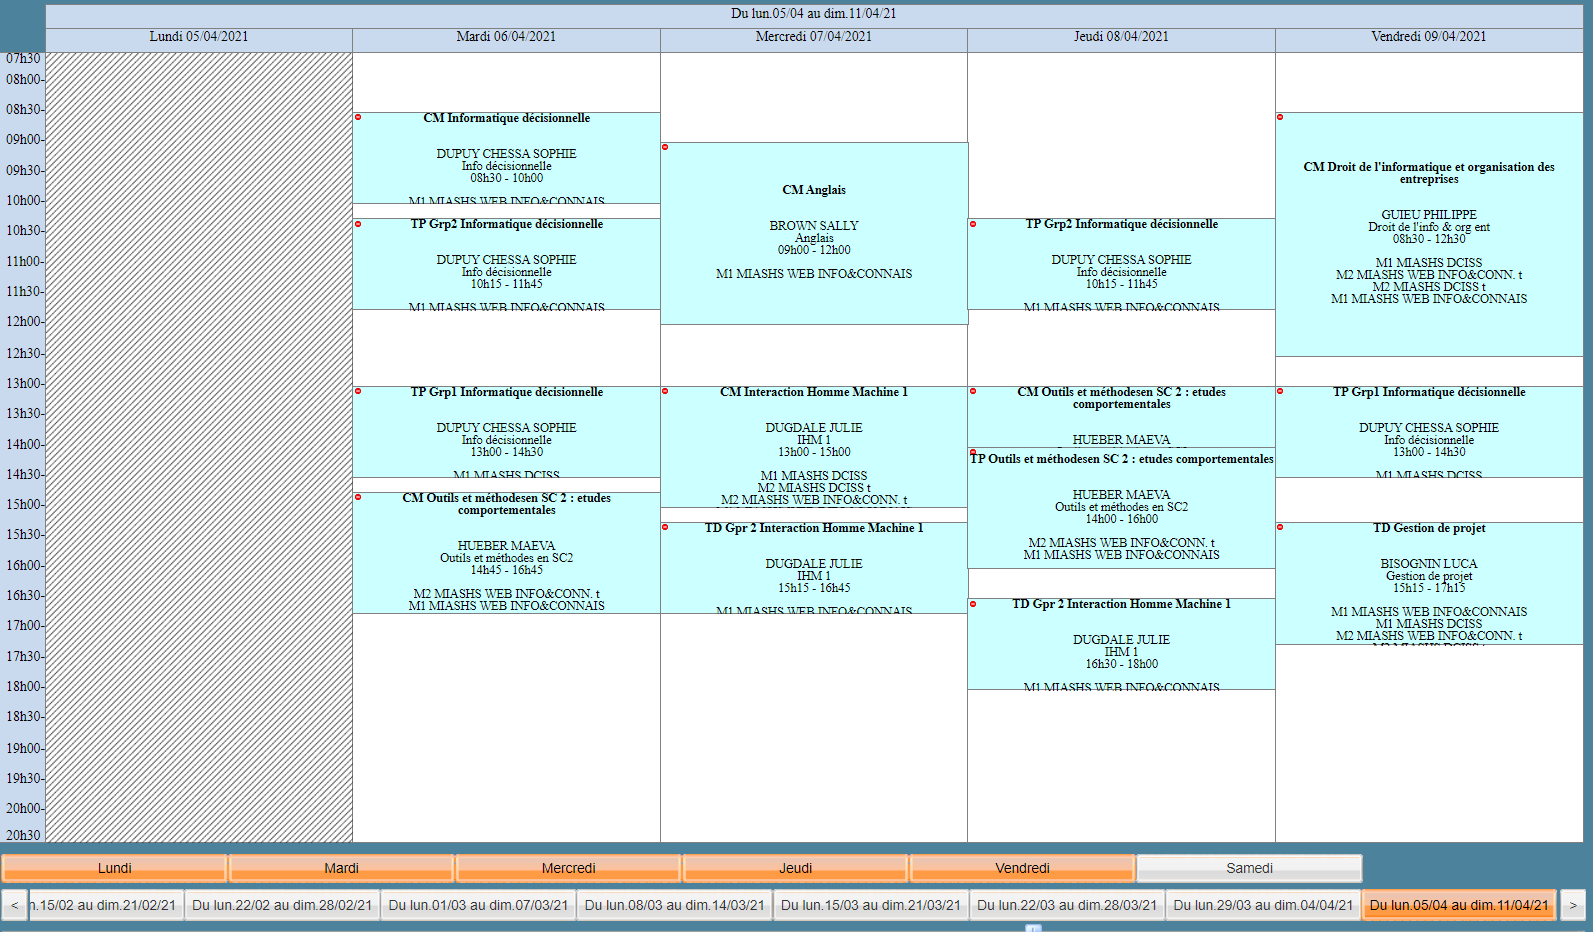 Du lun.05/04 au dim.11/04/21
Lundi 05/04/2021
Mardi 06/04/2021
Mercredi 07/04/2021
Jeudi 08/04/2021
Vendredi 09/04/2021
07h30
08h00
08h30
09h00
09h30
10h00
10h30
11h00
11h30
12h00
12h30
13h00
13h30
14h00
14h30
15h00
15h30
16h00
16h30
17h00
17h30
18h00
18h30
19h00
19h30
20h00
20h30
CM Informatique décisionnelle
DUPUY CHESSA SOPHIE
Info décisionnelle
08h30 - 10h00
M1 MIASHS WEB INFO&CONNAIS
TP Grp2 Informatique décisionnelle
DUPUY CHESSA SOPHIE
Info décisionnelle
10h15 - 11h45
M1 MIASHS WEB INFO&CONNAIS
TP Grp1 Informatique décisionnelle
DUPUY CHESSA SOPHIE
Info décisionnelle
13h00 - 14h30
M1 MIASHS DCISS
CM Outils et méthodesen SC 2 : etudes
comportementales
HUEBER MAEVA
Outils et méthodes en SC2
14h45 - 16h45
M2 MIASHS WEB INFO&CONN. t
M1 MIASHS WEB INFO&CONNAIS
CM Anglais
BROWN SALLY
Anglais
09h00 - 12h00
M1 MIASHS WEB INFO&CONNAIS
CM Interaction Homme Machine 1
DUGDALE JULIE
IHM 1
13h00 - 15h00
M1 MIASHS DCISS
M2 MIASHS DCISS t
M2 MIASHS WEB INFO&CONN. t
TD Gpr 2 Interaction Homme Machine 1
DUGDALE JULIE
IHM 1
15h15 - 16h45
M1 MIASHS WEB INFO&CONNAIS
TP Grp2 Informatique décisionnelle
DUPUY CHESSA SOPHIE
Info décisionnelle
10h15 - 11h45
M1 MIASHS WEB INFO&CONNAIS
CM Outils et méthodesen SC 2 : etudes
comportementales
HUEBER MAEVA
TP Outils et méthodesen SC 2 : etudes comportementales
HUEBER MAEVA
Outils et méthodes en SC2
14h00 - 16h00
M2 MIASHS WEB INFO&CONN. t
M1 MIASHS WEB INFO&CONNAIS
TD Gpr 2 Interaction Homme Machine 1
DUGDALE JULIE
IHM 1
16h30 - 18h00
M1 MIASHS WEB INFO&CONNAIS
CM Droit de l'informatique et organisation des
entreprises
GUIEU PHILIPPE
Droit de l'info & org ent
08h30 - 12h30
M1 MIASHS DCISS
M2 MIASHS WEB INFO&CONN. t
M2 MIASHS DCISS t
M1 MIASHS WEB INFO&CONNAIS
TP Grp1 Informatique décisionnelle
DUPUY CHESSA SOPHIE
Info décisionnelle
13h00 - 14h30
M1 MIASHS DCISS
TD Gestion de projet
BISOGNIN LUCA
Gestion de projet
15h15 - 17h15
M1 MIASHS WEB INFO&CONNAIS
M1 MIASHS DCISS
M2 MIASHS WEB INFO&CONN. t
Lundi
Mardi
Mercredi
Jeudi
Vendredi
Samedi
<
n.15/02 au dim.21/02/21
Du lun.22/02 au dim.28/02/21
Du lun.01/03 au dim.07/03/21
Du lun.08/03 au dim.14/03/21
Du lun.15/03 au dim.21/03/21
Du lun.22/03 au dim.28/03/21
Du lun.29/03 au dim.04/04/21
Du lun.05/04 au dim.11/04/21
>